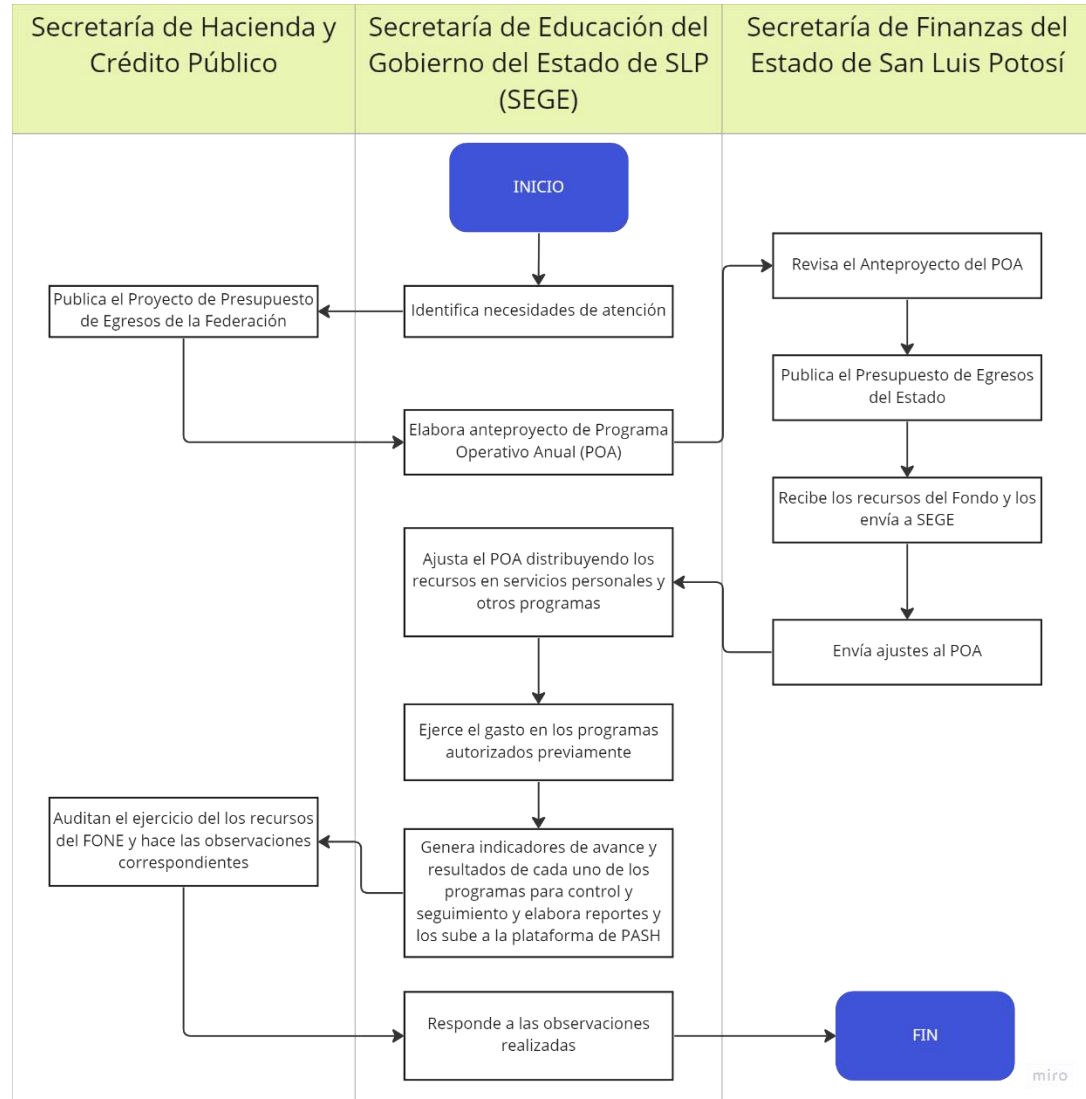 Secretaría de Hacienda y
Crédito Público
Secretaría de Educación del
Gobierno del Estado de SLP
(SEGE)
Secretaría de Finanzas del
Estado de San Luis Potosí
INICIO
Identifica necesidades de atención
Publica el Proyecto de Presupuesto
de Egresos de la Federación
Elabora anteproyecto de Programa
Operativo Anual (POA)
Revisa el Anteproyecto del POA
Publica el Presupuesto de Egresos
del Estado
Recibe los recursos del Fondo y los
envía a SEGE
Envía ajustes al POA
Ajusta el POA distribuyendo los
recursos en servicios personales y
otros programas
Ejerce el gasto en los programas
autorizados previamente
Genera indicadores de avance y
resultados de cada uno de los
programas para control y
seguimiento y elabora reportes y
los sube a la plataforma de PASH
Auditan el ejercicio del los recursos
del FONE y hace las observaciones
correspondientes
Responde a las observaciones
realizadas
FIN
miro